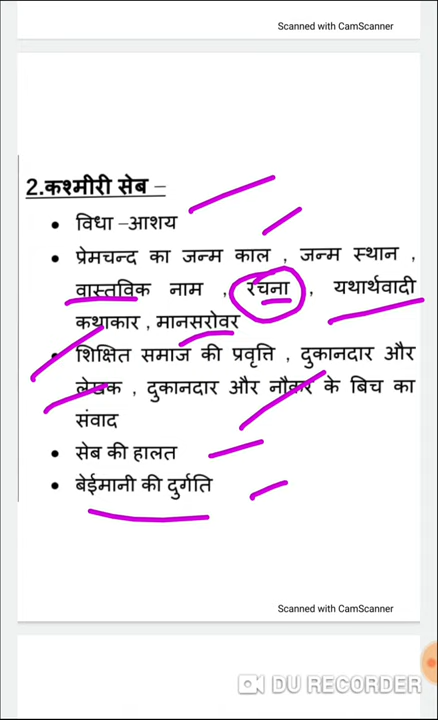 Scanned with CamScanner
2.कश्मीरी सेब –
• विधा –आशय
• प्रेमचन्द का जन्म काल , जन्म स्थान ,
वास्तविक नाम , रचना , यथार्थवादी
कथाकार , मानसरोवर
• शिक्षित समाज की प्रवृत्ति , दुकानदार और
लेखक , दुकानदार और नौकर के बिच का
संवाद
• सेब की हालत
• बेईमानी की दुर्गति
Scanned with CamScanner
DU RECORDER